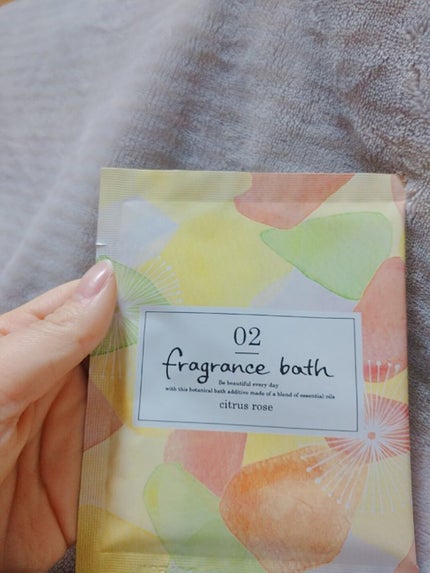 02
fragrance bath
Be beautiful every day
with this botanical bath additive made of a blend of essential oils
citrus rose